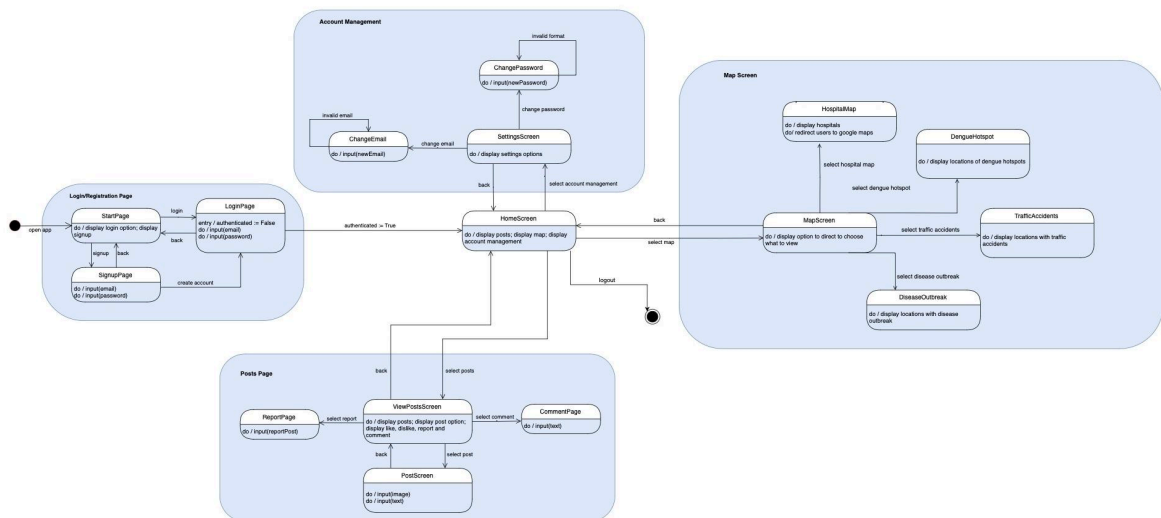 Account Management
invalid format
ChangePassword
do / input(newPassword)
change password
invalid email
ChangeEmail
do / input(newEmail)
change email
SettingsScreen
do / display settings options
back
select account management
Login/Registration Page
open app
StartPage
do / display login option; display
signup
login
back
LoginPage
entry / authenticated := False
do / input(email)
do / input(password)
signup
back
SignupPage
do / input(email)
do / input(password)
create account
authenticated := True
HomeScreen
do / display posts; display map; display
account management
back
select map
logout
Map Screen
HospitalMap
do / display hospitals
do/ redirect users to google maps
select hospital map
DengueHotspot
do / display locations of dengue hotspots
select dengue hotspot
MapScreen
do / display option to direct to choose
what to view
TrafficAccidents
do / display locations with traffic
accidents
select traffic accidents
select disease outbreak
DiseaseOutbreak
do / display locations with disease
outbreak
Posts Page
back
select posts
ViewPostsScreen
do / display posts; display post option;
display like, dislike, report and
comment
select report
ReportPage
do / input(reportPost)
select comment
CommentPage
do / input(text)
back
select post
PostScreen
do / input(image)
do / input(text)